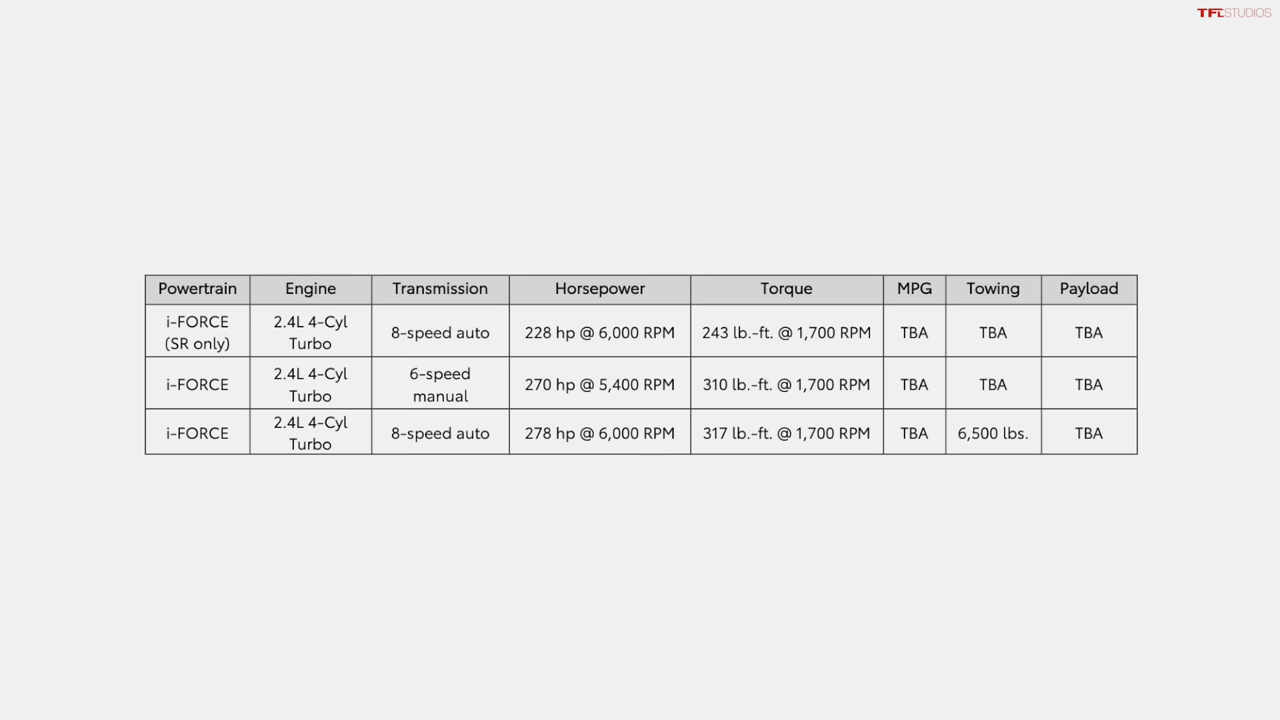 TFLSTUDIOS
Powertrain Engine Transmission Horsepower Torque MPG Towing Payload
i-FORCE (SR only) 2.4L 4-Cyl Turbo 8-speed auto 228 hp @ 6,000 RPM 243 lb.-ft. @ 1,700 RPM TBA TBA TBA
i-FORCE 2.4L 4-Cyl Turbo 6-speed manual 270 hp @ 5,400 RPM 310 lb.-ft. @ 1,700 RPM TBA TBA TBA
i-FORCE 2.4L 4-Cyl Turbo 8-speed auto 278 hp @ 6,000 RPM 317 lb.-ft. @ 1,700 RPM TBA 6,500 lbs. TBA